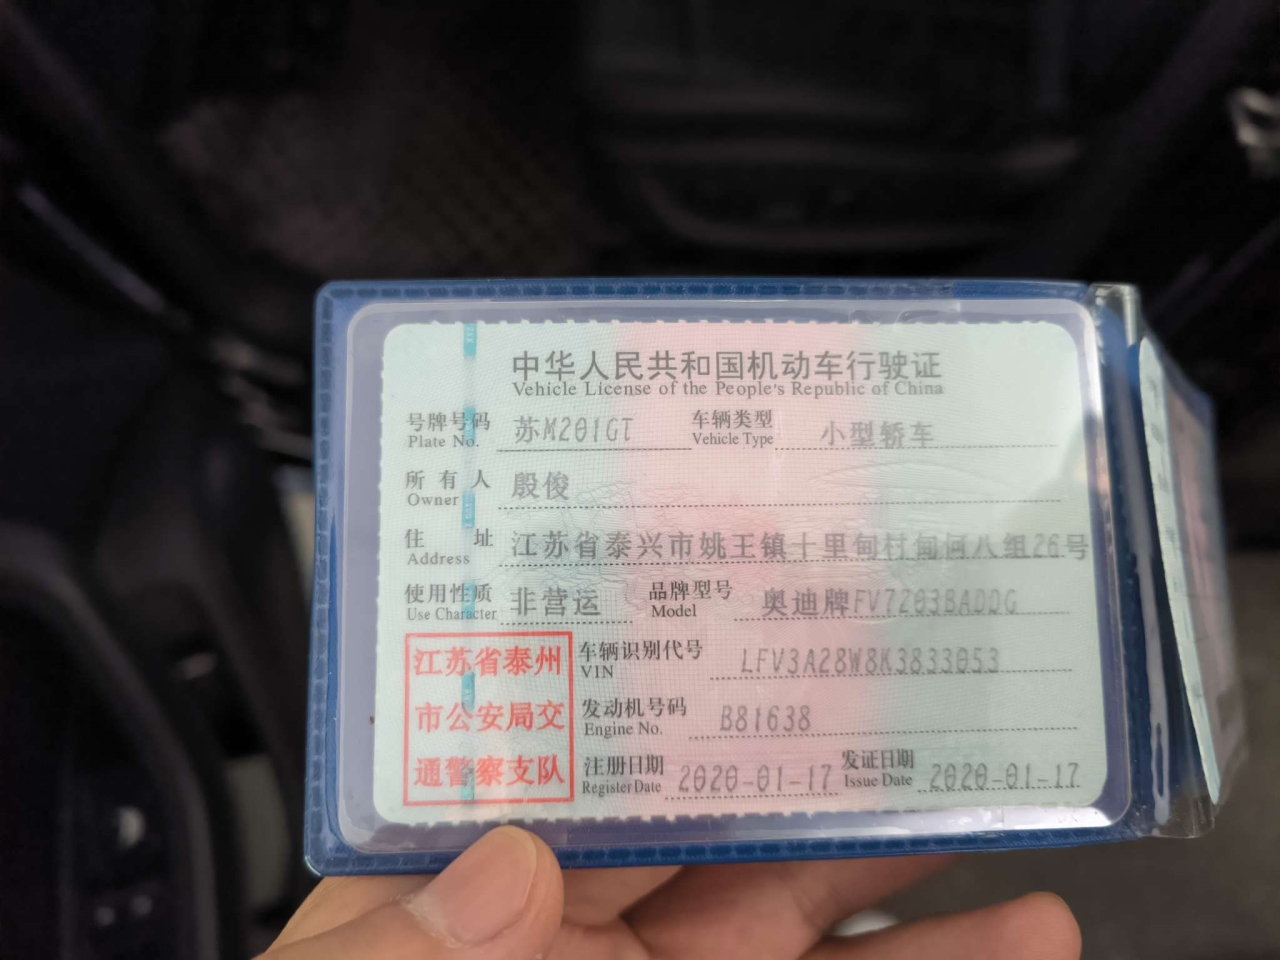 中华人民共和国机动车行驶证
Vehicle License of the People's Republic of China
号牌号码 苏M201GT 车辆类型 小型轿车
Plate No. Vehicle Type
所有人 殷俊
Owner
住址 江苏省泰兴市姚王镇十里甸村甸何八组26号
Address
使用性质 非营运 品牌型号 奥迪牌FV7203BADDG
Use Character Model
江苏省泰州
市公安局交
通警察支队
车辆识别代号 LFV3A28W8K3833053
VIN
发动机号码 B81638
Engine No.
注册日期 2020-01-17 发证日期 2020-01-17
Register Date Issue Date